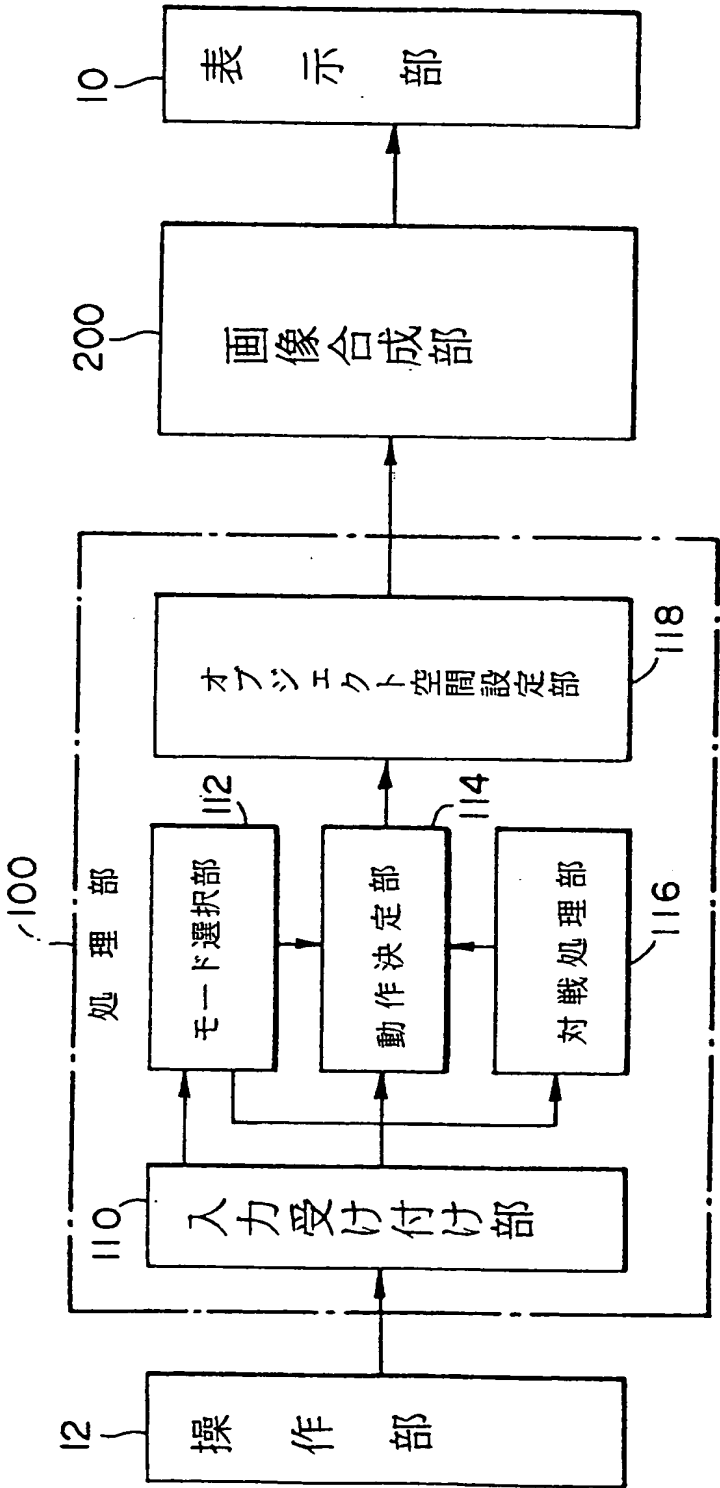 12
操作部
100
処理部
110
入力受け付け部
112
モード選択部
114
動作決定部
116
対戦処理部
118
オブジェクト空間設定部
200
画像合成部
10
表示部